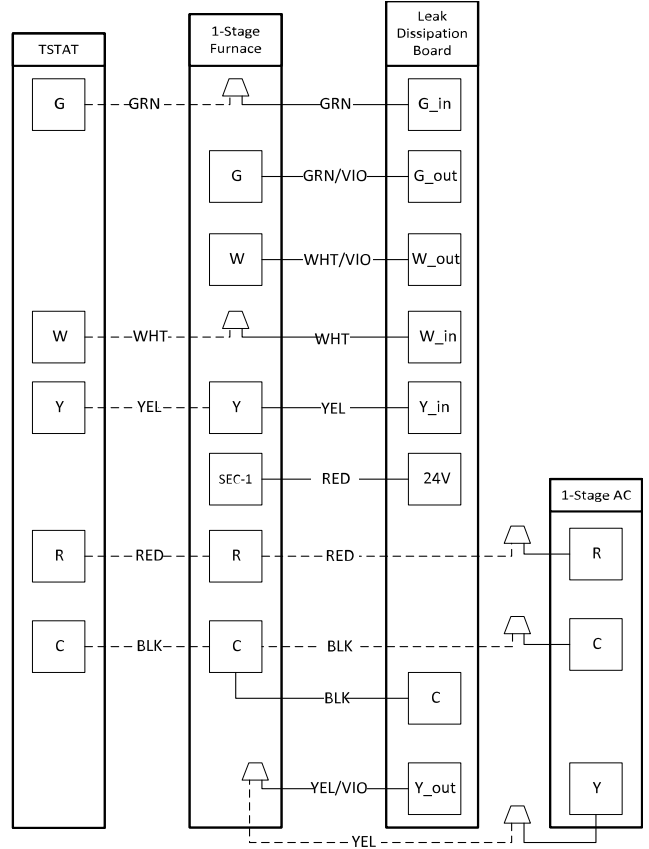 TSTAT
1-Stage
Furnace
Leak
Dissipation
Board
G
GRN
GRN
G_in
G
GRN/VIO
G_out
W
WHT/VIO
W_out
W
WHT
WHT
W_in
Y
YEL
Y
YEL
Y_in
SEC-1
RED
24V
1-Stage AC
R
RED
R
RED
R
C
BLK
C
BLK
C
BLK
C
YEL/VIO
Y_out
Y
YEL